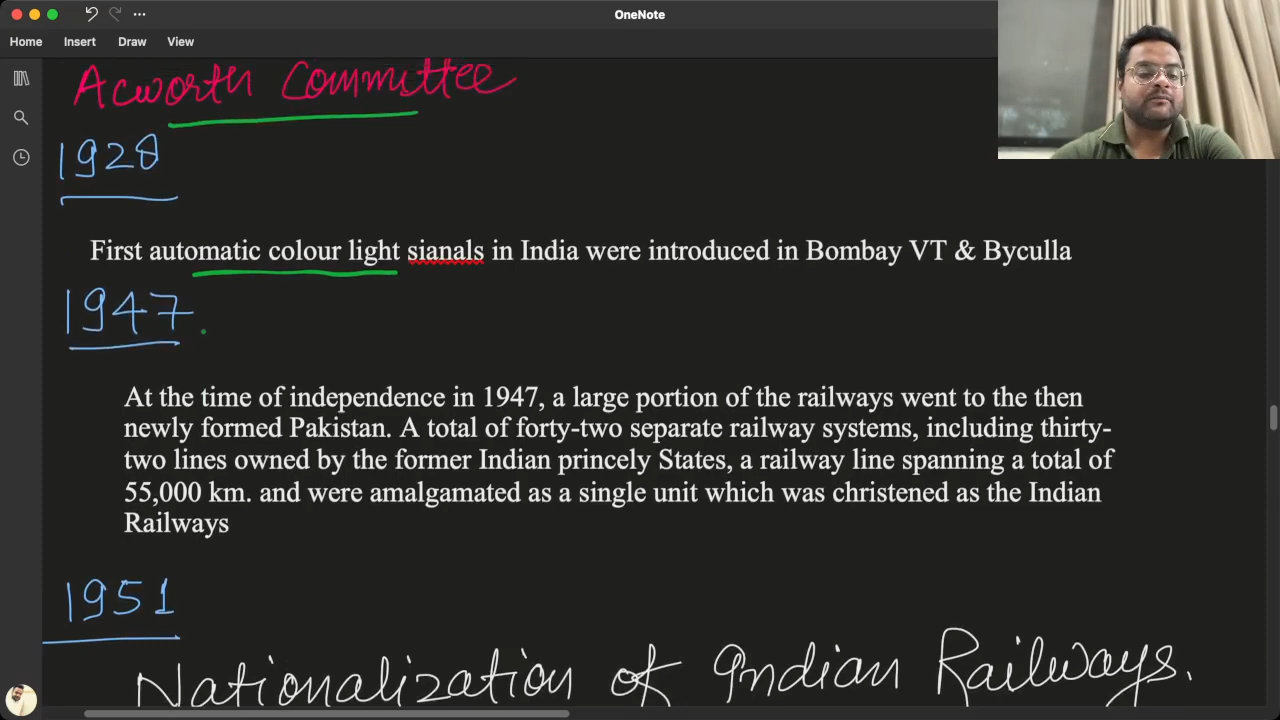 OneNote
Home Insert Draw View
Acworth Committee
1928
First automatic colour light sianals in India were introduced in Bombay VT & Byculla
1947
At the time of independence in 1947, a large portion of the railways went to the then
newly formed Pakistan. A total of forty-two separate railway systems, including thirty-
two lines owned by the former Indian princely States, a railway line spanning a total of
55,000 km. and were amalgamated as a single unit which was christened as the Indian
Railways
1951
Nationalization of Indian Railways.